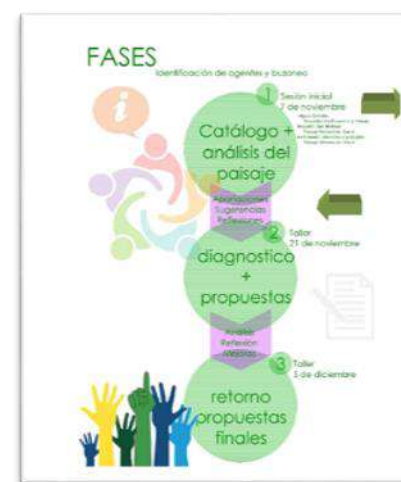 FASES
Identificación de agentes y buzoneo
1
Sesión inicial
7 de noviembre
Catálogo +
análisis del
paisaje
Aportaciones
Sugerencias
Reflexiones
2
Taller
21 de noviembre
diagnostico
+
propuestas
Análisis
Reflexión
Mejoras
3
Taller
5 de diciembre
retorno
propuestas
finales